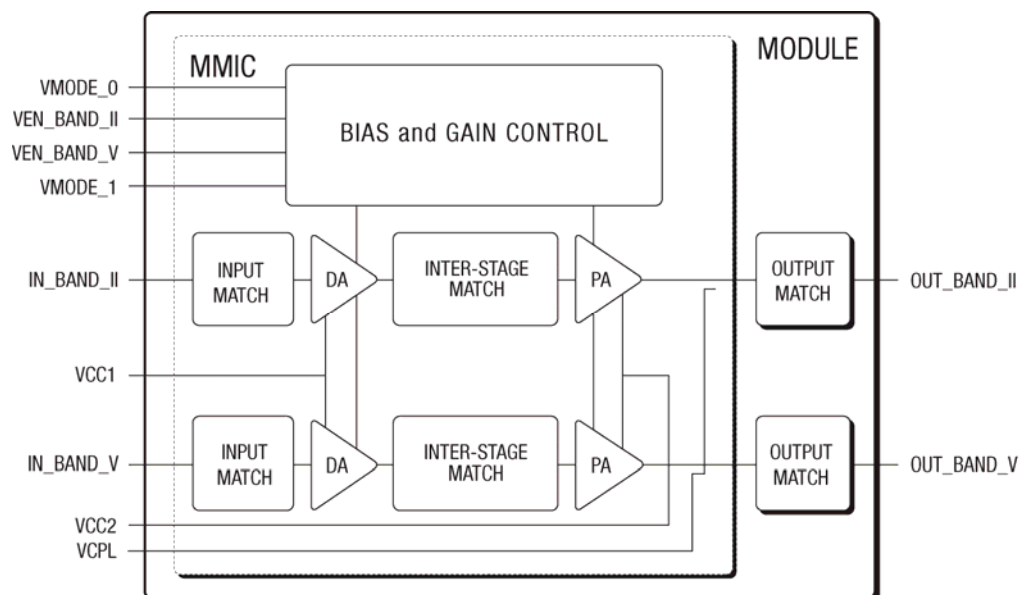 MMIC
MODULE
VMODE_0
VEN_BAND_II
VEN_BAND_V
VMODE_1
BIAS and GAIN CONTROL
IN_BAND_II
INPUT
MATCH
DA
INTER-STAGE
MATCH
PA
OUTPUT
MATCH
OUT_BAND_II
VCC1
IN_BAND_V
INPUT
MATCH
DA
INTER-STAGE
MATCH
PA
OUTPUT
MATCH
OUT_BAND_V
VCC2
VCPL